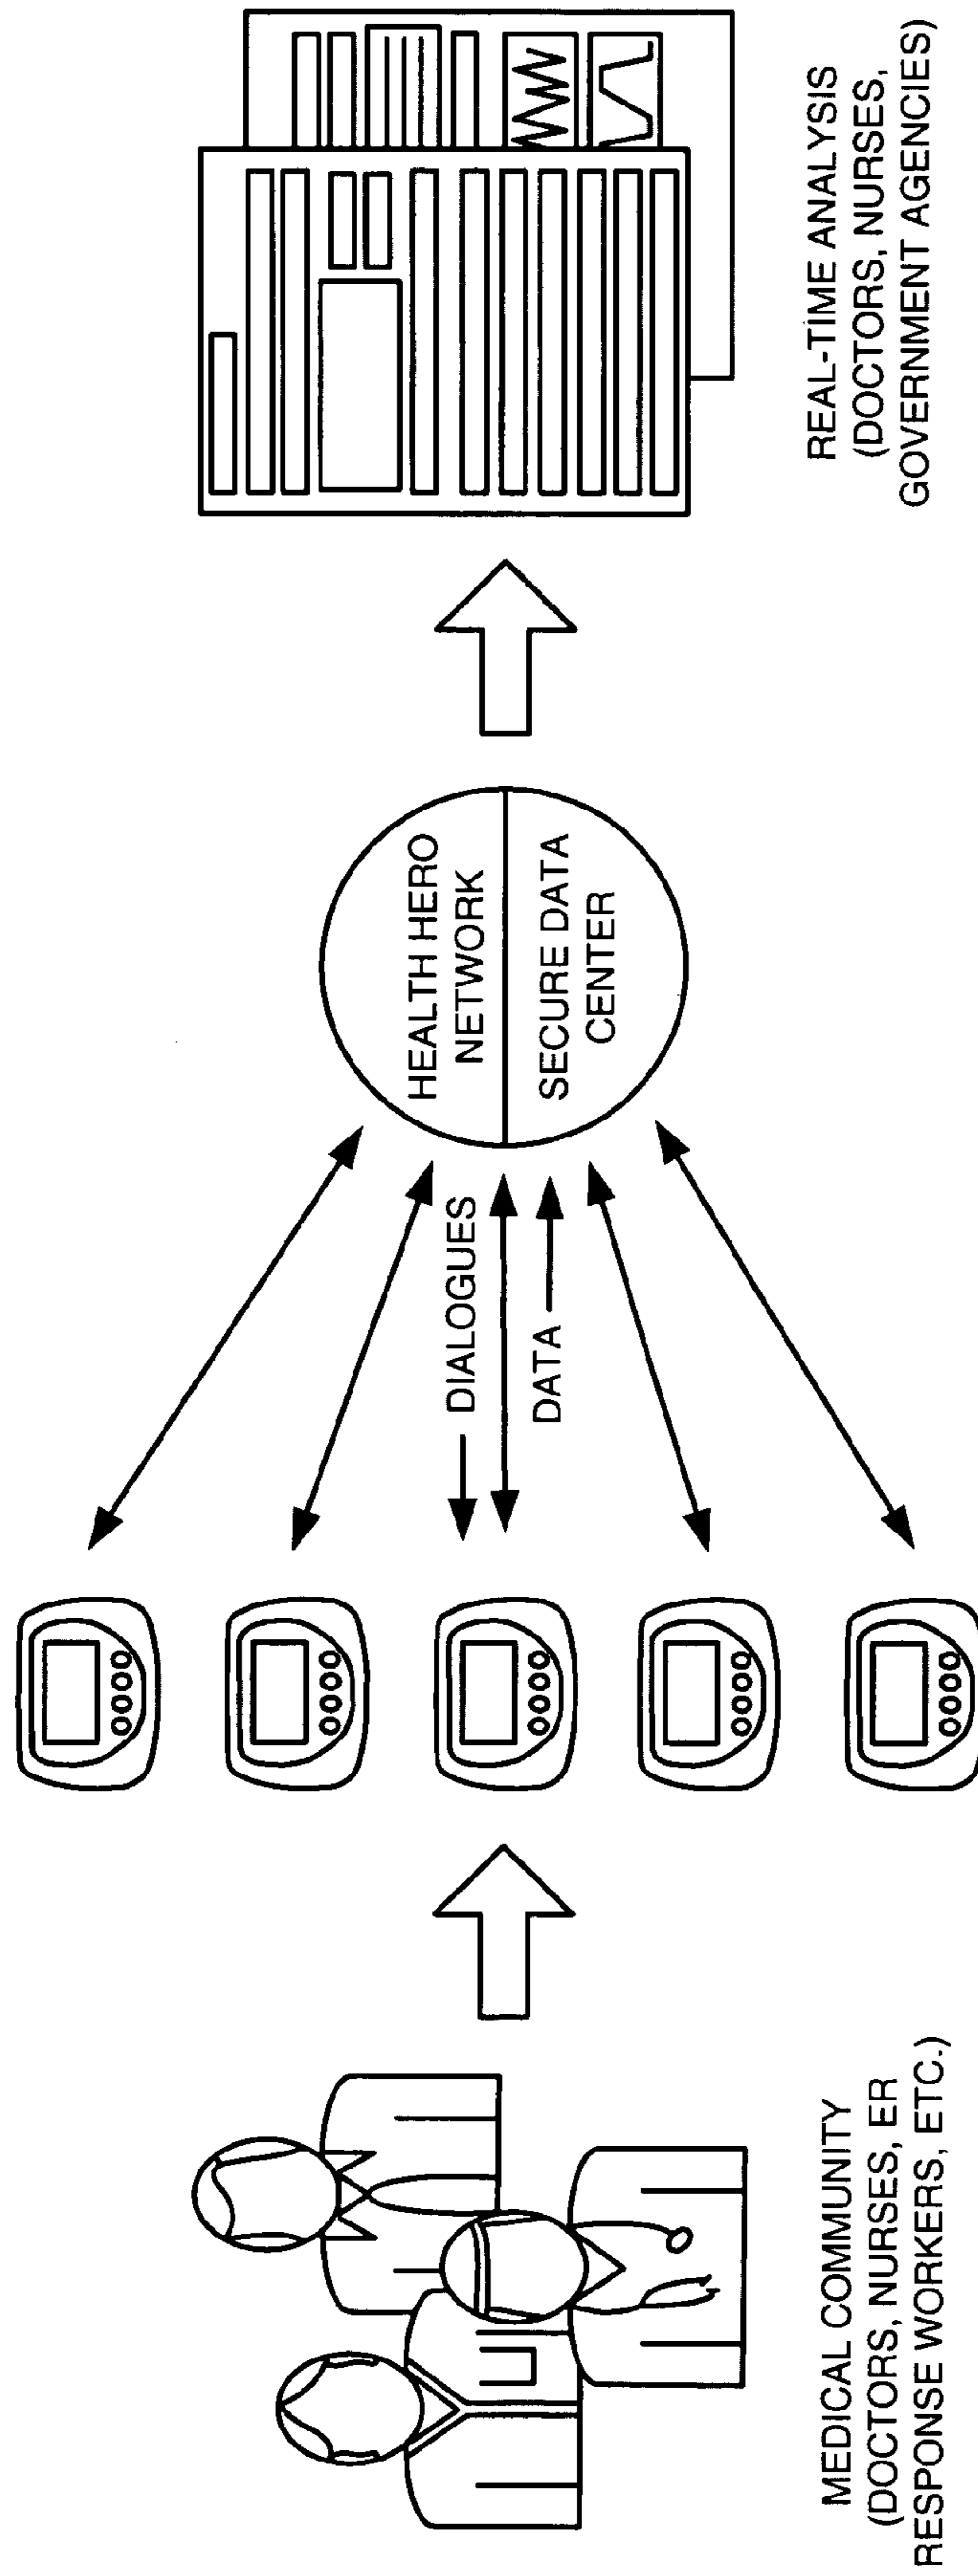 MEDICAL COMMUNITY
(DOCTORS, NURSES, ER
RESPONSE WORKERS, ETC.)
DIALOGUES
DATA
HEALTH HERO
NETWORK
SECURE DATA
CENTER
REAL-TIME ANALYSIS
(DOCTORS, NURSES,
GOVERNMENT AGENCIES)